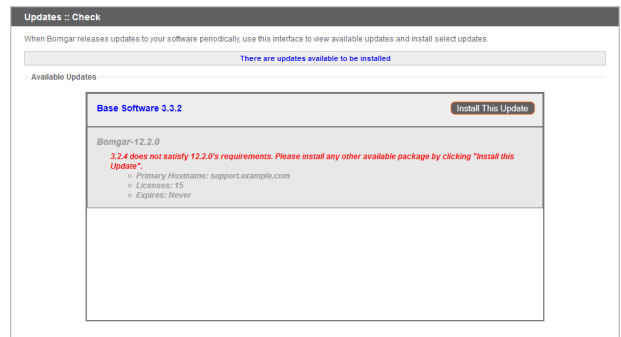 Updates :: Check
When Bomgar releases updates to your software periodically, use this interface to view available updates and install select updates.
There are updates available to be installed
Available Updates
Base Software 3.3.2
Install This Update
Bomgar-12.2.0
3.2.4 does not satisfy 12.2.0's requirements. Please install any other available package by clicking "Install this
Update".
Primary Hostname: support.example.com
Licenses: 15
Expires: Never